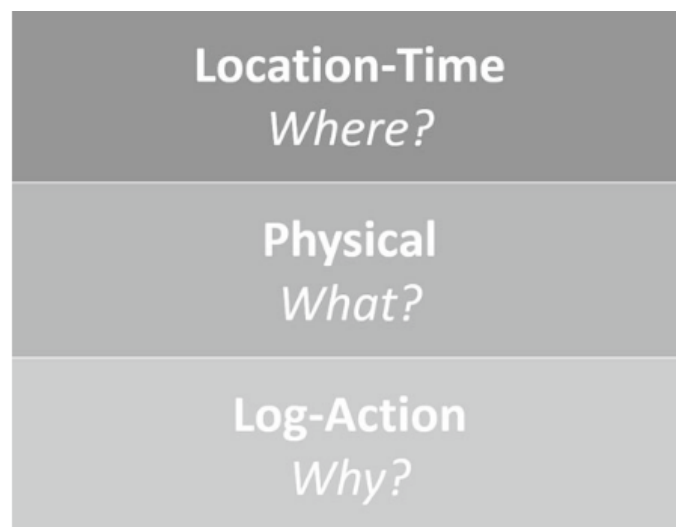 Location-Time
Where?
Physical
What?
Log-Action
Why?